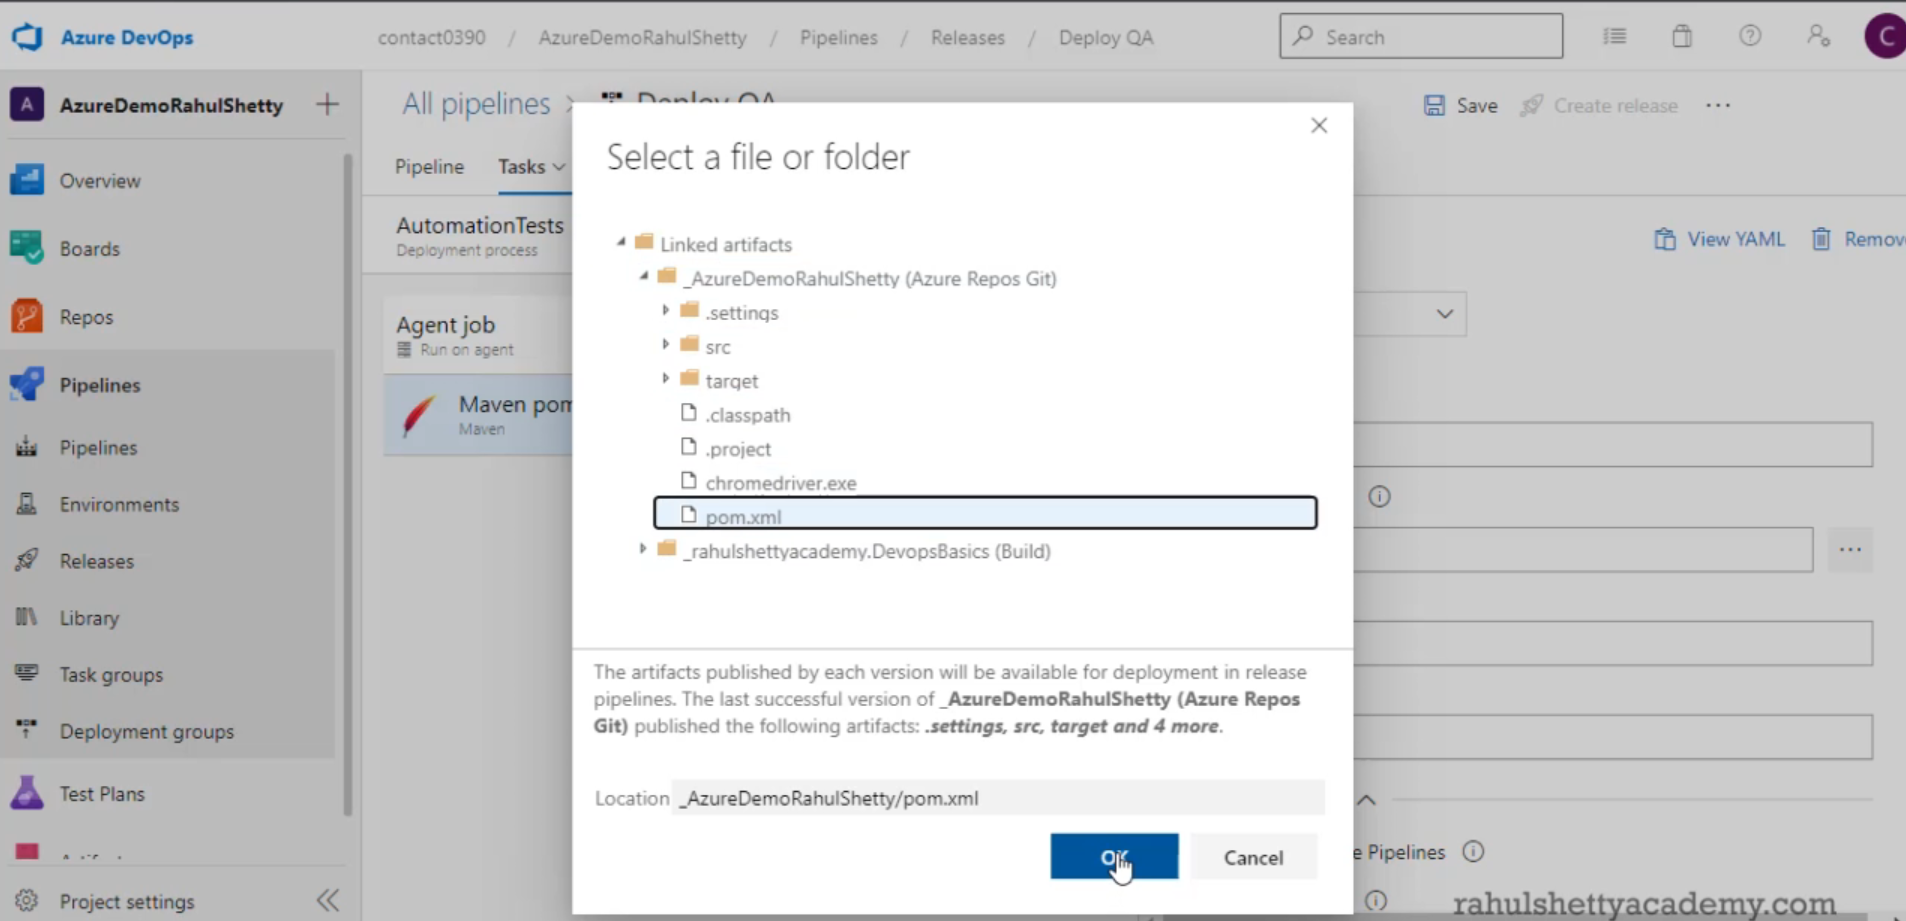 Azure DevOps
contact0390 / AzureDemoRahulShetty / Pipelines / Releases / Deploy QA
Search
C
A AzureDemoRahulShetty
All pipelines > Deploy QA
Save Create release ...
Overview
Boards
Repos
Pipelines
Pipelines
Environments
Releases
Library
Task groups
Deployment groups
Test Plans
Project settings
Pipeline Tasks
AutomationTests
Deployment process
Agent job
Run on agent
Maven pom
Maven
View YAML Remov
Select a file or folder
Linked artifacts
_AzureDemoRahulShetty (Azure Repos Git)
.settings
src
target
.classpath
.project
chromedriver.exe
pom.xml
_rahulshettyacademy.DevopsBasics (Build)
The artifacts published by each version will be available for deployment in release
pipelines. The last successful version of _AzureDemoRahulShetty (Azure Repos
Git) published the following artifacts: .settings, src, target and 4 more.
Location _AzureDemoRahulShetty/pom.xml
OK Cancel
...
e Pipelines
rahulshettyacademy.com